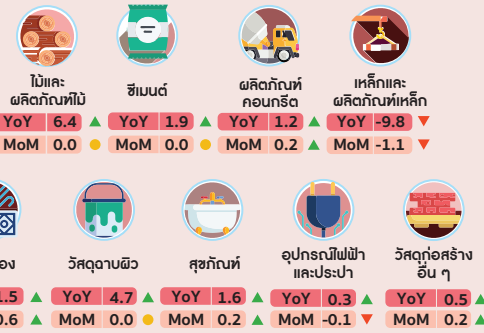 ไม้และ
ผลิตภัณฑ์ไม้
YoY 6.4
MoM 0.0
ซีเมนต์
YoY 1.9
MoM 0.0
ผลิตภัณฑ์
คอนกรีต
YoY 1.2
MoM 0.2
เหล็กและ
ผลิตภัณฑ์เหล็ก
YoY -9.8
MoM -1.1
วัสดุฉาบผิว
YoY 4.7
MoM 0.0
สุขภัณฑ์
YoY 1.6
MoM 0.2
อุปกรณ์ไฟฟ้า
และประปา
YoY 0.3
MoM -0.1
วัสดุก่อสร้าง
อื่น ๆ
YoY 0.5
MoM 0.2